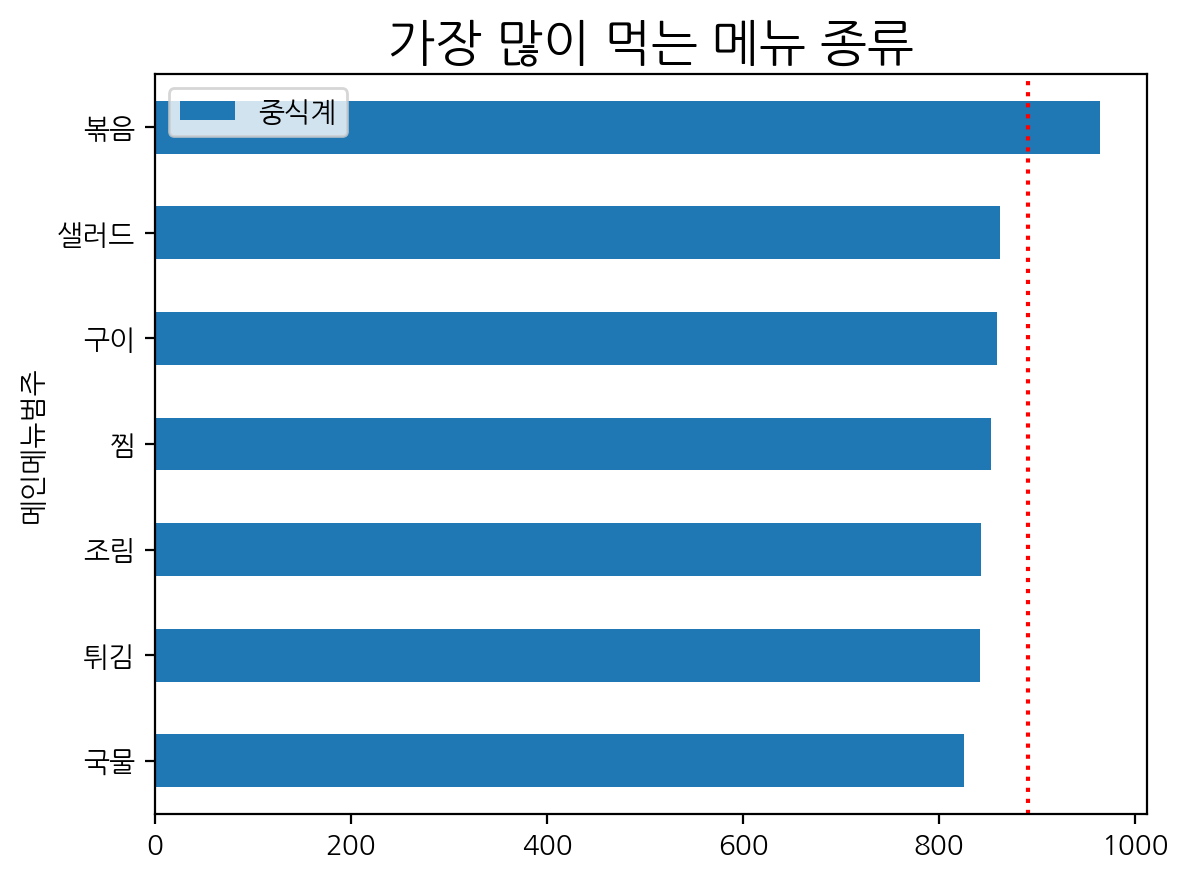 가장 많이 먹는 메뉴 종류
중식계
볶음
샐러드
구이
찜
조림
튀김
국물
메인메뉴범주
0 200 400 600 800 1000